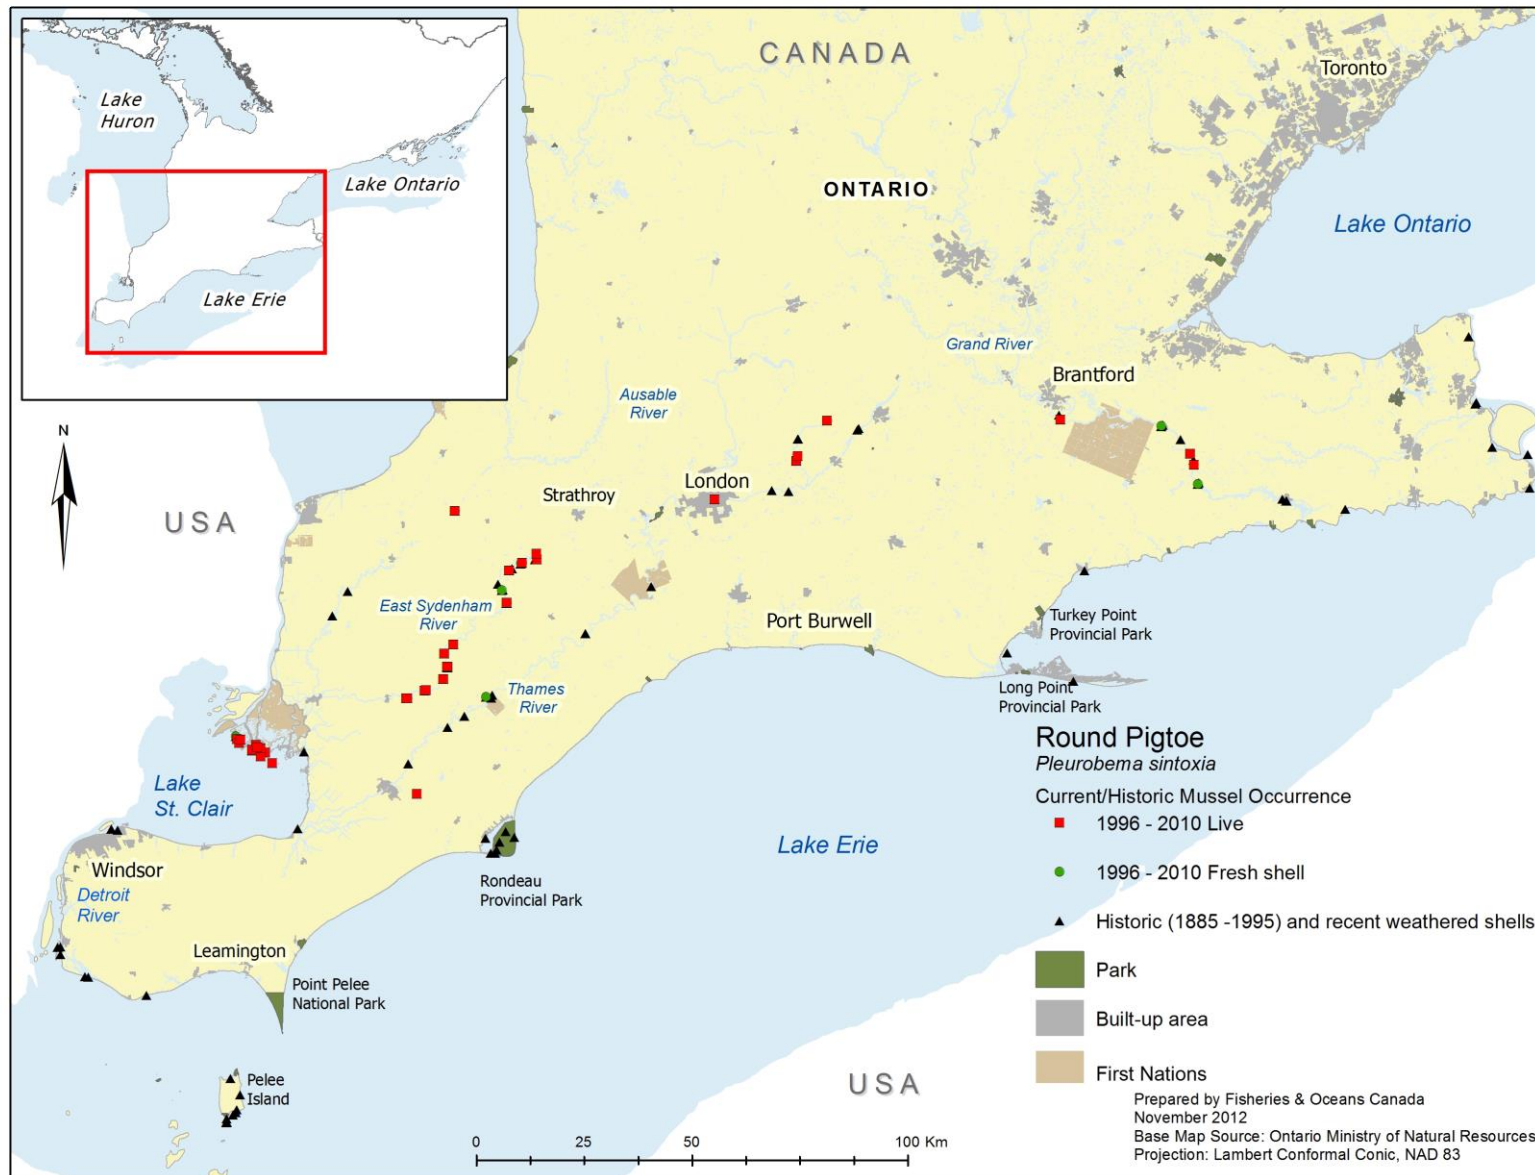 CANADA
Toronto
Lake
Huron
Lake Ontario
Lake Erie
ONTARIO
Lake Ontario
Grand River
Brantford
Ausable
River
N
USA
Strathroy
London
East Sydenham
River
Port Burwell
Turkey Point
Provincial Park
Thames
River
Long Point
Provincial Park
Lake
St. Clair
Lake Erie
Windsor
Detroit
River
Rondeau
Provincial Park
Leamington
Point Pelee
National Park
Pelee
Island
USA
Round Pigtoe
Pleurobema sintoxia
Current/Historic Mussel Occurrence
1996 - 2010 Live
1996 - 2010 Fresh shell
Historic (1885 -1995) and recent weathered shells
Park
Built-up area
First Nations
Prepared by Fisheries & Oceans Canada
November 2012
Base Map Source: Ontario Ministry of Natural Resources
Projection: Lambert Conformal Conic, NAD 83
0 25 50 100 Km